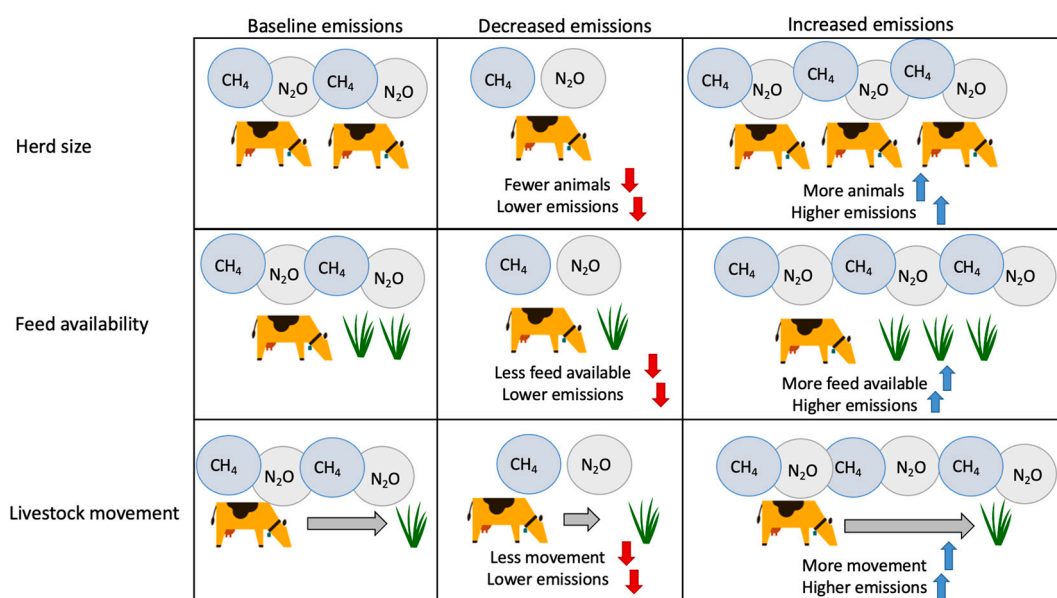 Baseline emissions
Decreased emissions
Increased emissions
Herd size
CH₄ N₂O CH₄ N₂O
CH₄ N₂O
Fewer animals
Lower emissions
CH₄ N₂O CH₄ N₂O CH₄ N₂O
More animals
Higher emissions
Feed availability
CH₄ N₂O CH₄ N₂O
CH₄ N₂O
Less feed available
Lower emissions
CH₄ N₂O CH₄ N₂O CH₄ N₂O
More feed available
Higher emissions
Livestock movement
CH₄ N₂O CH₄ N₂O
CH₄ N₂O
Less movement
Lower emissions
CH₄ N₂O CH₄ N₂O CH₄ N₂O
More movement
Higher emissions